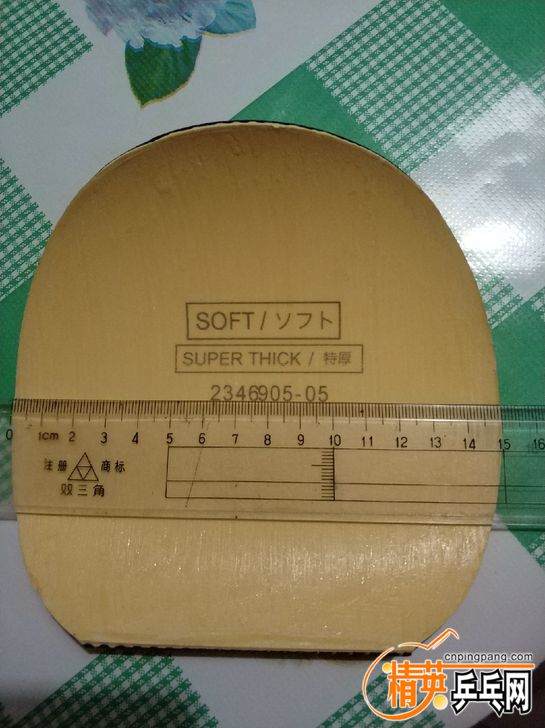 SOFT / ソフト
SUPER THICK / 特厚
2346905-05
0 1cm 2 3 4 5 6 7 8 9 10 11 12 13 14 15 16
注册 商标
双三角
cnpingpang.com
精英乒乓网